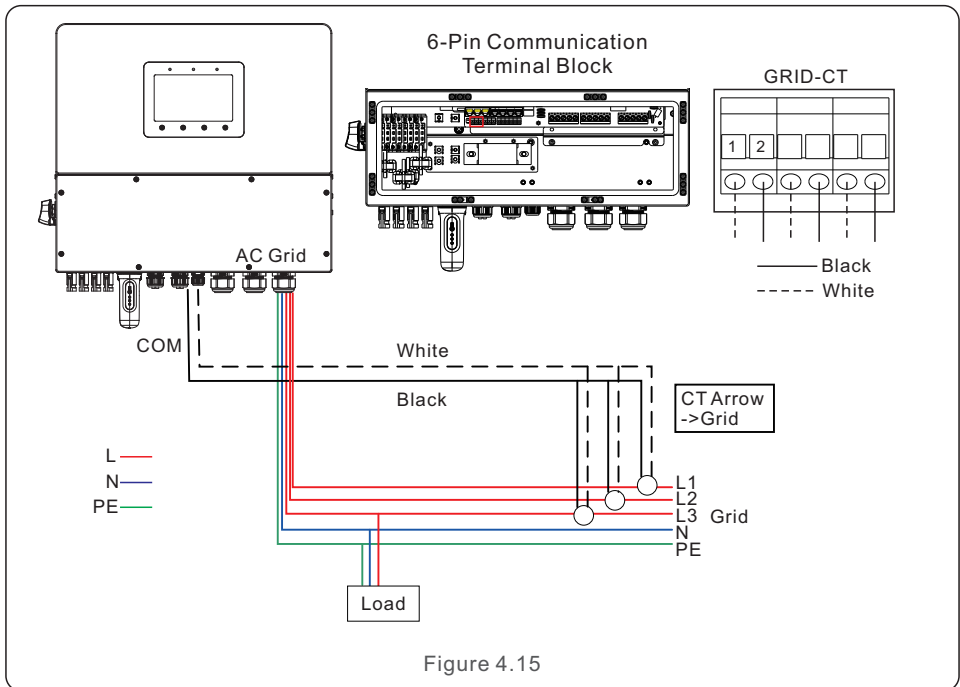 6-Pin Communication
Terminal Block
GRID-CT
1 2
AC Grid
Black
White
COM
White
Black
CT Arrow
->Grid
L
N
PE
L1
L2
L3 Grid
N
PE
Load
Figure 4.15